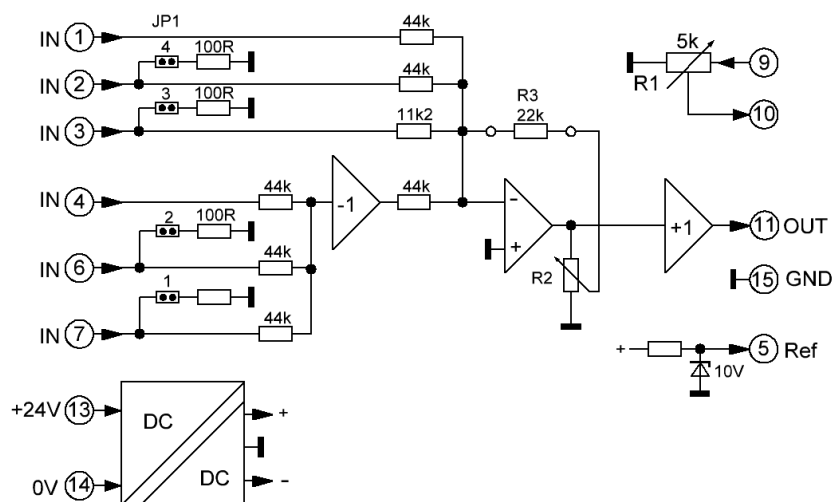 JP1
IN 1
44k
4
100R
IN 2
44k
3
100R
IN 3
11k2
R3
22k
5k
9
R1
10
IN 4
44k
-1
44k
-
+
+1
11 OUT
2
100R
IN 6
44k
R2
15 GND
1
IN 7
44k
+
5 Ref
10V
+24V 13
DC
+
0V 14
DC
-